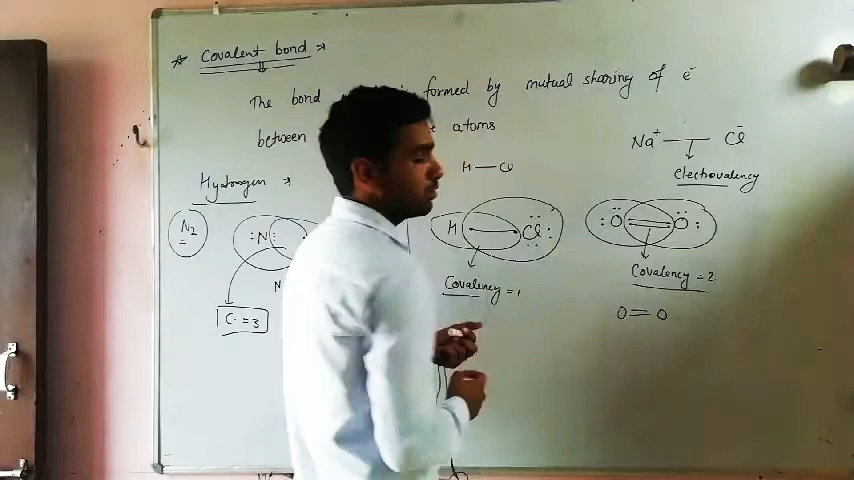 * Covalent bond →
The bond formed by mutual sharing of e⁻
between atoms
Na⁺ — Cl⁻
H — Cl
Electrovalency
Hydrogen →
N₂
:N:
H Cl:
:O = O:
Covalency = 2
Covalency = 1
N
C· = 3
O = O